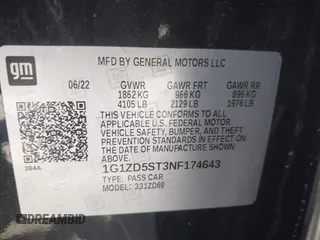 gm
MFD BY GENERAL MOTORS LLC
06/22 GVWR GAWR FRT GAWR RR
1862 KG 966 KG 896 KG
4105 LB 2129 LB 1976 LB
THIS VEHICLE CONFORMS TO ALL APPLICABLE
U.S. FEDERAL MOTOR VEHICLE SAFETY, BUMPER,
AND THEFT PREVENTION STANDARDS IN EFFECT
ON THE DATE OF MANUFACTURE SHOWN ABOVE.
384A
1G1ZD5ST3NF174643
TYPE: PASS CAR
MODEL: 331ZD69
DREAMBID